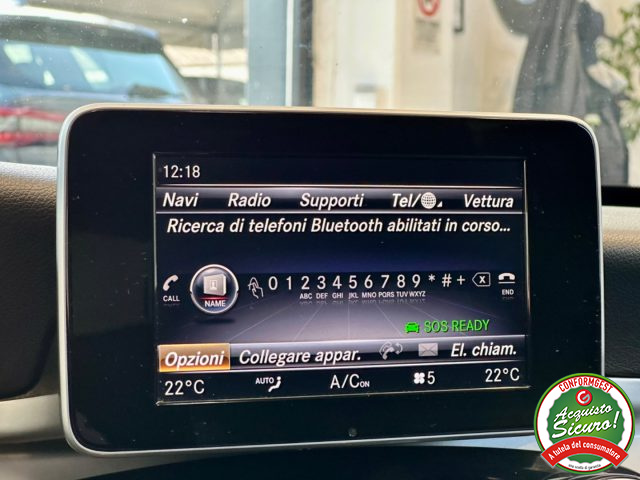 12:18
Navi Radio Supporti Tel/ Vettura
Ricerca di telefoni Bluetooth abilitati in corso...
CALL NAME 0 1 2 3 4 5 6 7 8 9 * # + END
ABC DEF GHI JKL MNO PQRS TUV WXYZ
SOS READY
Opzioni Collegare appar. El. chiam.
22°C AUTO A/C ON 5 22°C
CONFORMGEST
Acquisto
Sicuro!
A tutela del consumatore